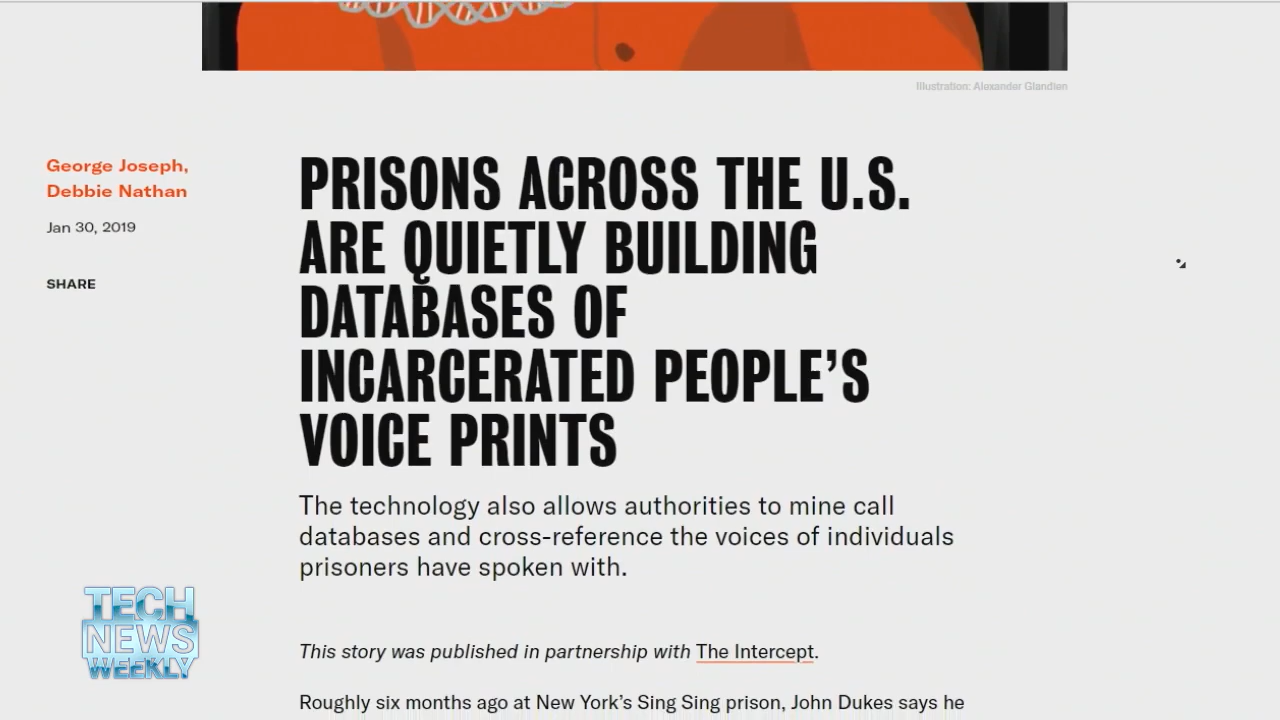 Illustration: Alexander Glandien
George Joseph,
Debbie Nathan
Jan 30, 2019
SHARE
PRISONS ACROSS THE U.S.
ARE QUIETLY BUILDING
DATABASES OF
INCARCERATED PEOPLE’S
VOICE PRINTS
The technology also allows authorities to mine call
databases and cross-reference the voices of individuals
prisoners have spoken with.
This story was published in partnership with The Intercept.
Roughly six months ago at New York’s Sing Sing prison, John Dukes says he
TECH
NEWS
WEEKLY